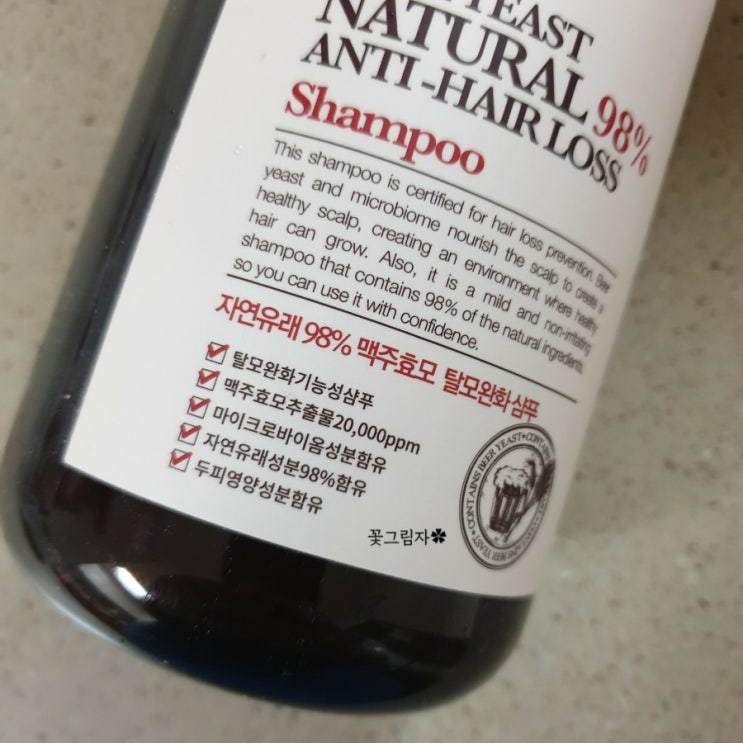 YEAST
NATURAL 98%
ANTI-HAIR LOSS
Shampoo
This shampoo is certified for hair loss prevention. Beer
yeast and microbiome nourish the scalp to create a
healthy scalp, creating an environment where healthy
hair can grow. Also, it is a mild and non-irritating
shampoo that contains 98% of the natural ingredients,
so you can use it with confidence.
자연유래 98% 맥주효모 탈모완화 샴푸
탈모완화기능성샴푸
맥주효모추출물20,000ppm
마이크로바이옴성분함유
자연유래성분98%함유
두피영양성분함유
꽃그림자
CONTAINS BEER YEAST